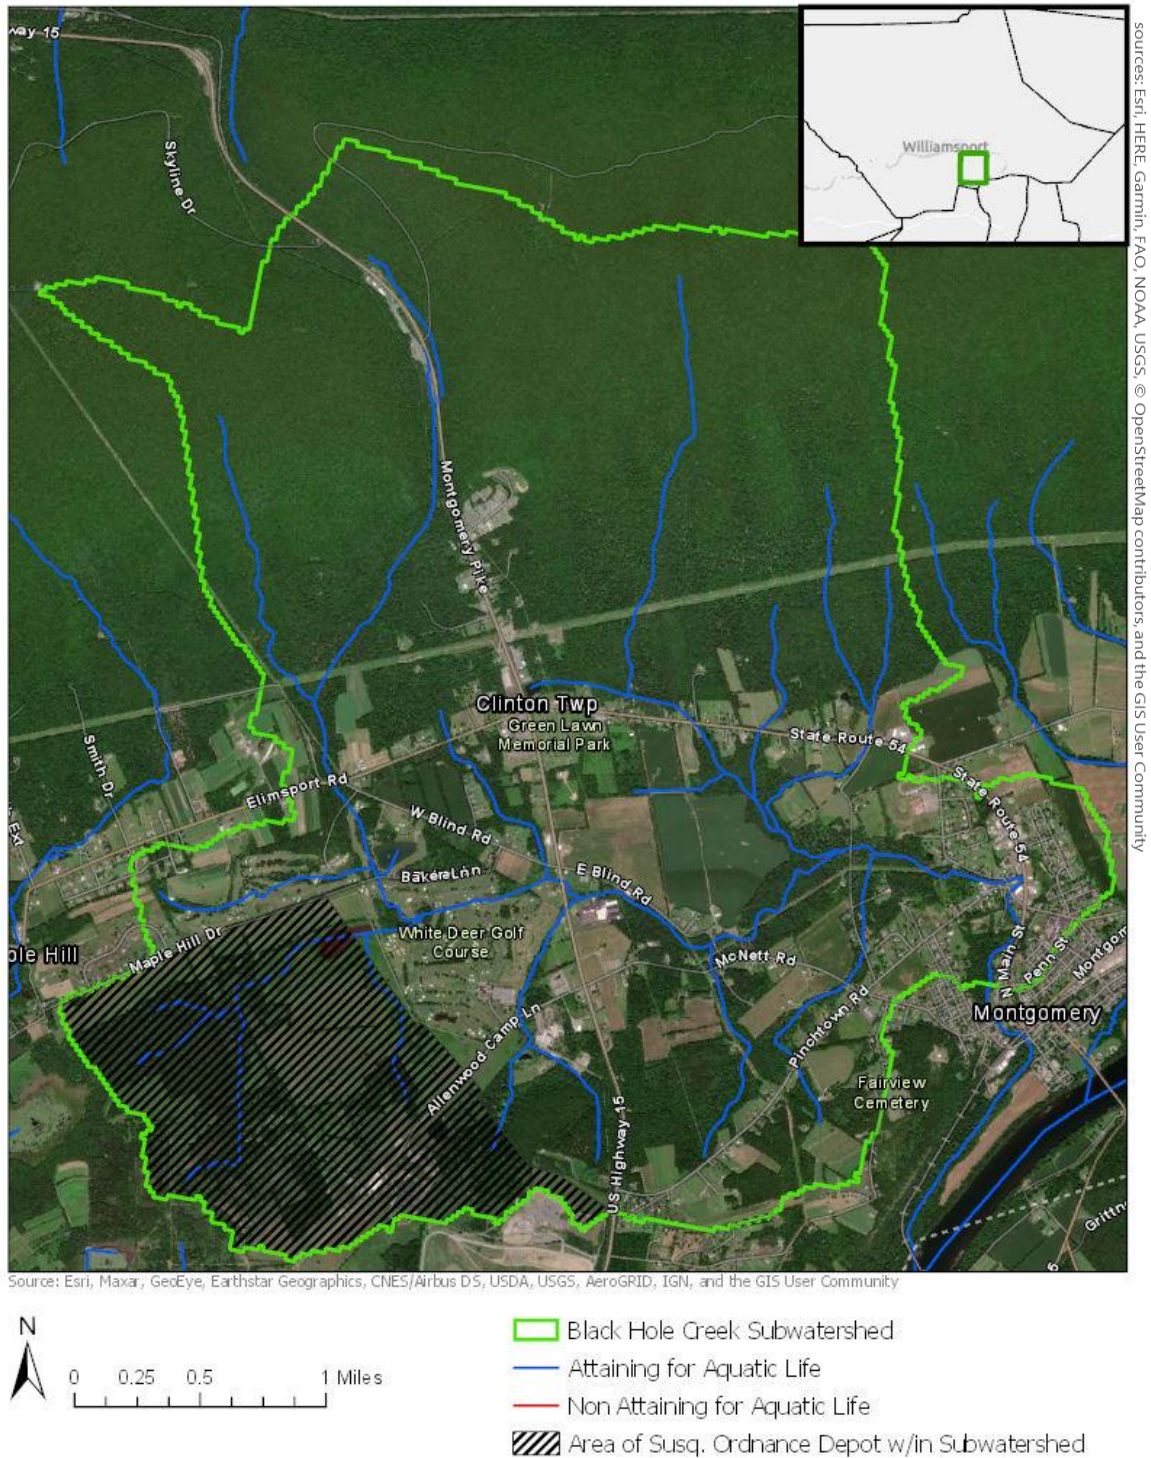 way 15
Williamsport
Skyline Dr
sources: Esri, HERE, Garmin, FAO, NOAA, USGS, © OpenStreetMap contributors, and the GIS User Community
Montgomery Pike
Clinton Twp
Green Lawn
Memorial Park
State Route 54
Smith Dr
Elimsport Rd
State Route 54
Ext
W Blind Rd
E Blind Rd
White Deer Golf
Course
Maple Hill Dr
ple Hill
McNett Rd
N Main St
Penn St
Montgom
Montgomery
Pinchtown Rd
Allenwood Camp Ln
Fairview
Cemetery
US Highway 15
5
Source: Esri, Maxar, GeoEye, Earthstar Geographics, CNES/Airbus DS, USDA, USGS, AeroGRID, IGN, and the GIS User Community
N
0 0.25 0.5 1 Miles
Black Hole Creek Subwatershed
Attaining for Aquatic Life
Non Attaining for Aquatic Life
Area of Susq. Ordnance Depot w/in Subwatershed